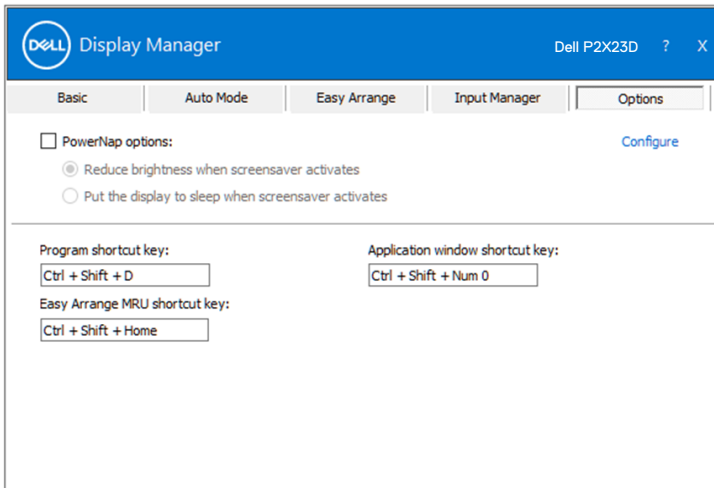 DELL Display Manager Dell P2X23D ? X
Basic Auto Mode Easy Arrange Input Manager Options
PowerNap options: Configure
Reduce brightness when screensaver activates
Put the display to sleep when screensaver activates
Program shortcut key: Application window shortcut key:
Ctrl + Shift + D Ctrl + Shift + Num 0
Easy Arrange MRU shortcut key:
Ctrl + Shift + Home